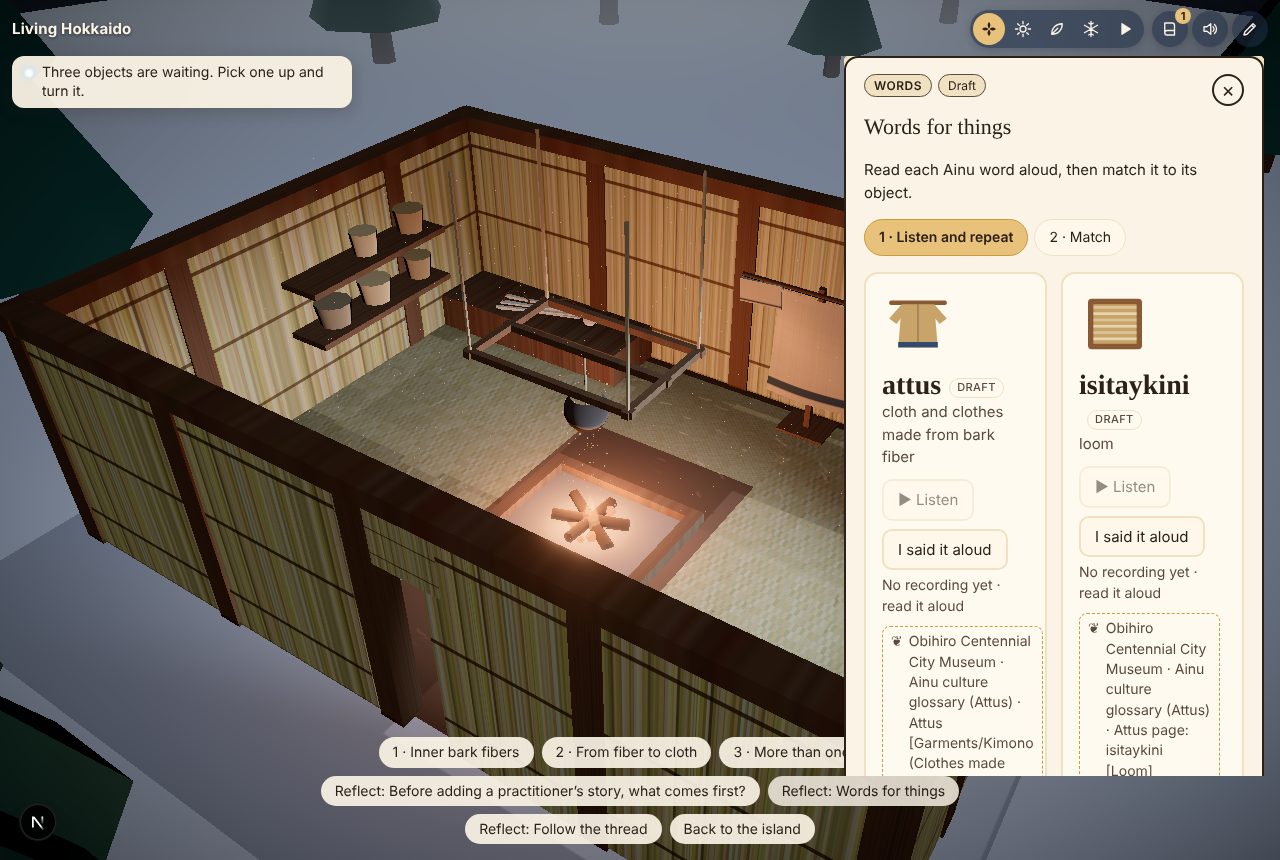 Living Hokkaido
1
Three objects are waiting. Pick one up and
turn it.
WORDS
Draft
Words for things
Read each Ainu word aloud, then match it to its
object.
1 · Listen and repeat
2 · Match
attus DRAFT
cloth and clothes
made from bark
fiber
▶ Listen
I said it aloud
No recording yet ·
read it aloud
❦ Obihiro Centennial
City Museum ·
Ainu culture
glossary (Attus) ·
Attus
[Garments/Kimono
(Clothes made
isitaykini
DRAFT
loom
▶ Listen
I said it aloud
No recording yet ·
read it aloud
❦ Obihiro
Centennial City
Museum · Ainu
culture
glossary (Attus)
· Attus page:
isitaykini
[Loom]
1 · Inner bark fibers
2 · From fiber to cloth
3 · More than one
Reflect: Before adding a practitioner’s story, what comes first?
Reflect: Words for things
Reflect: Follow the thread
Back to the island
N